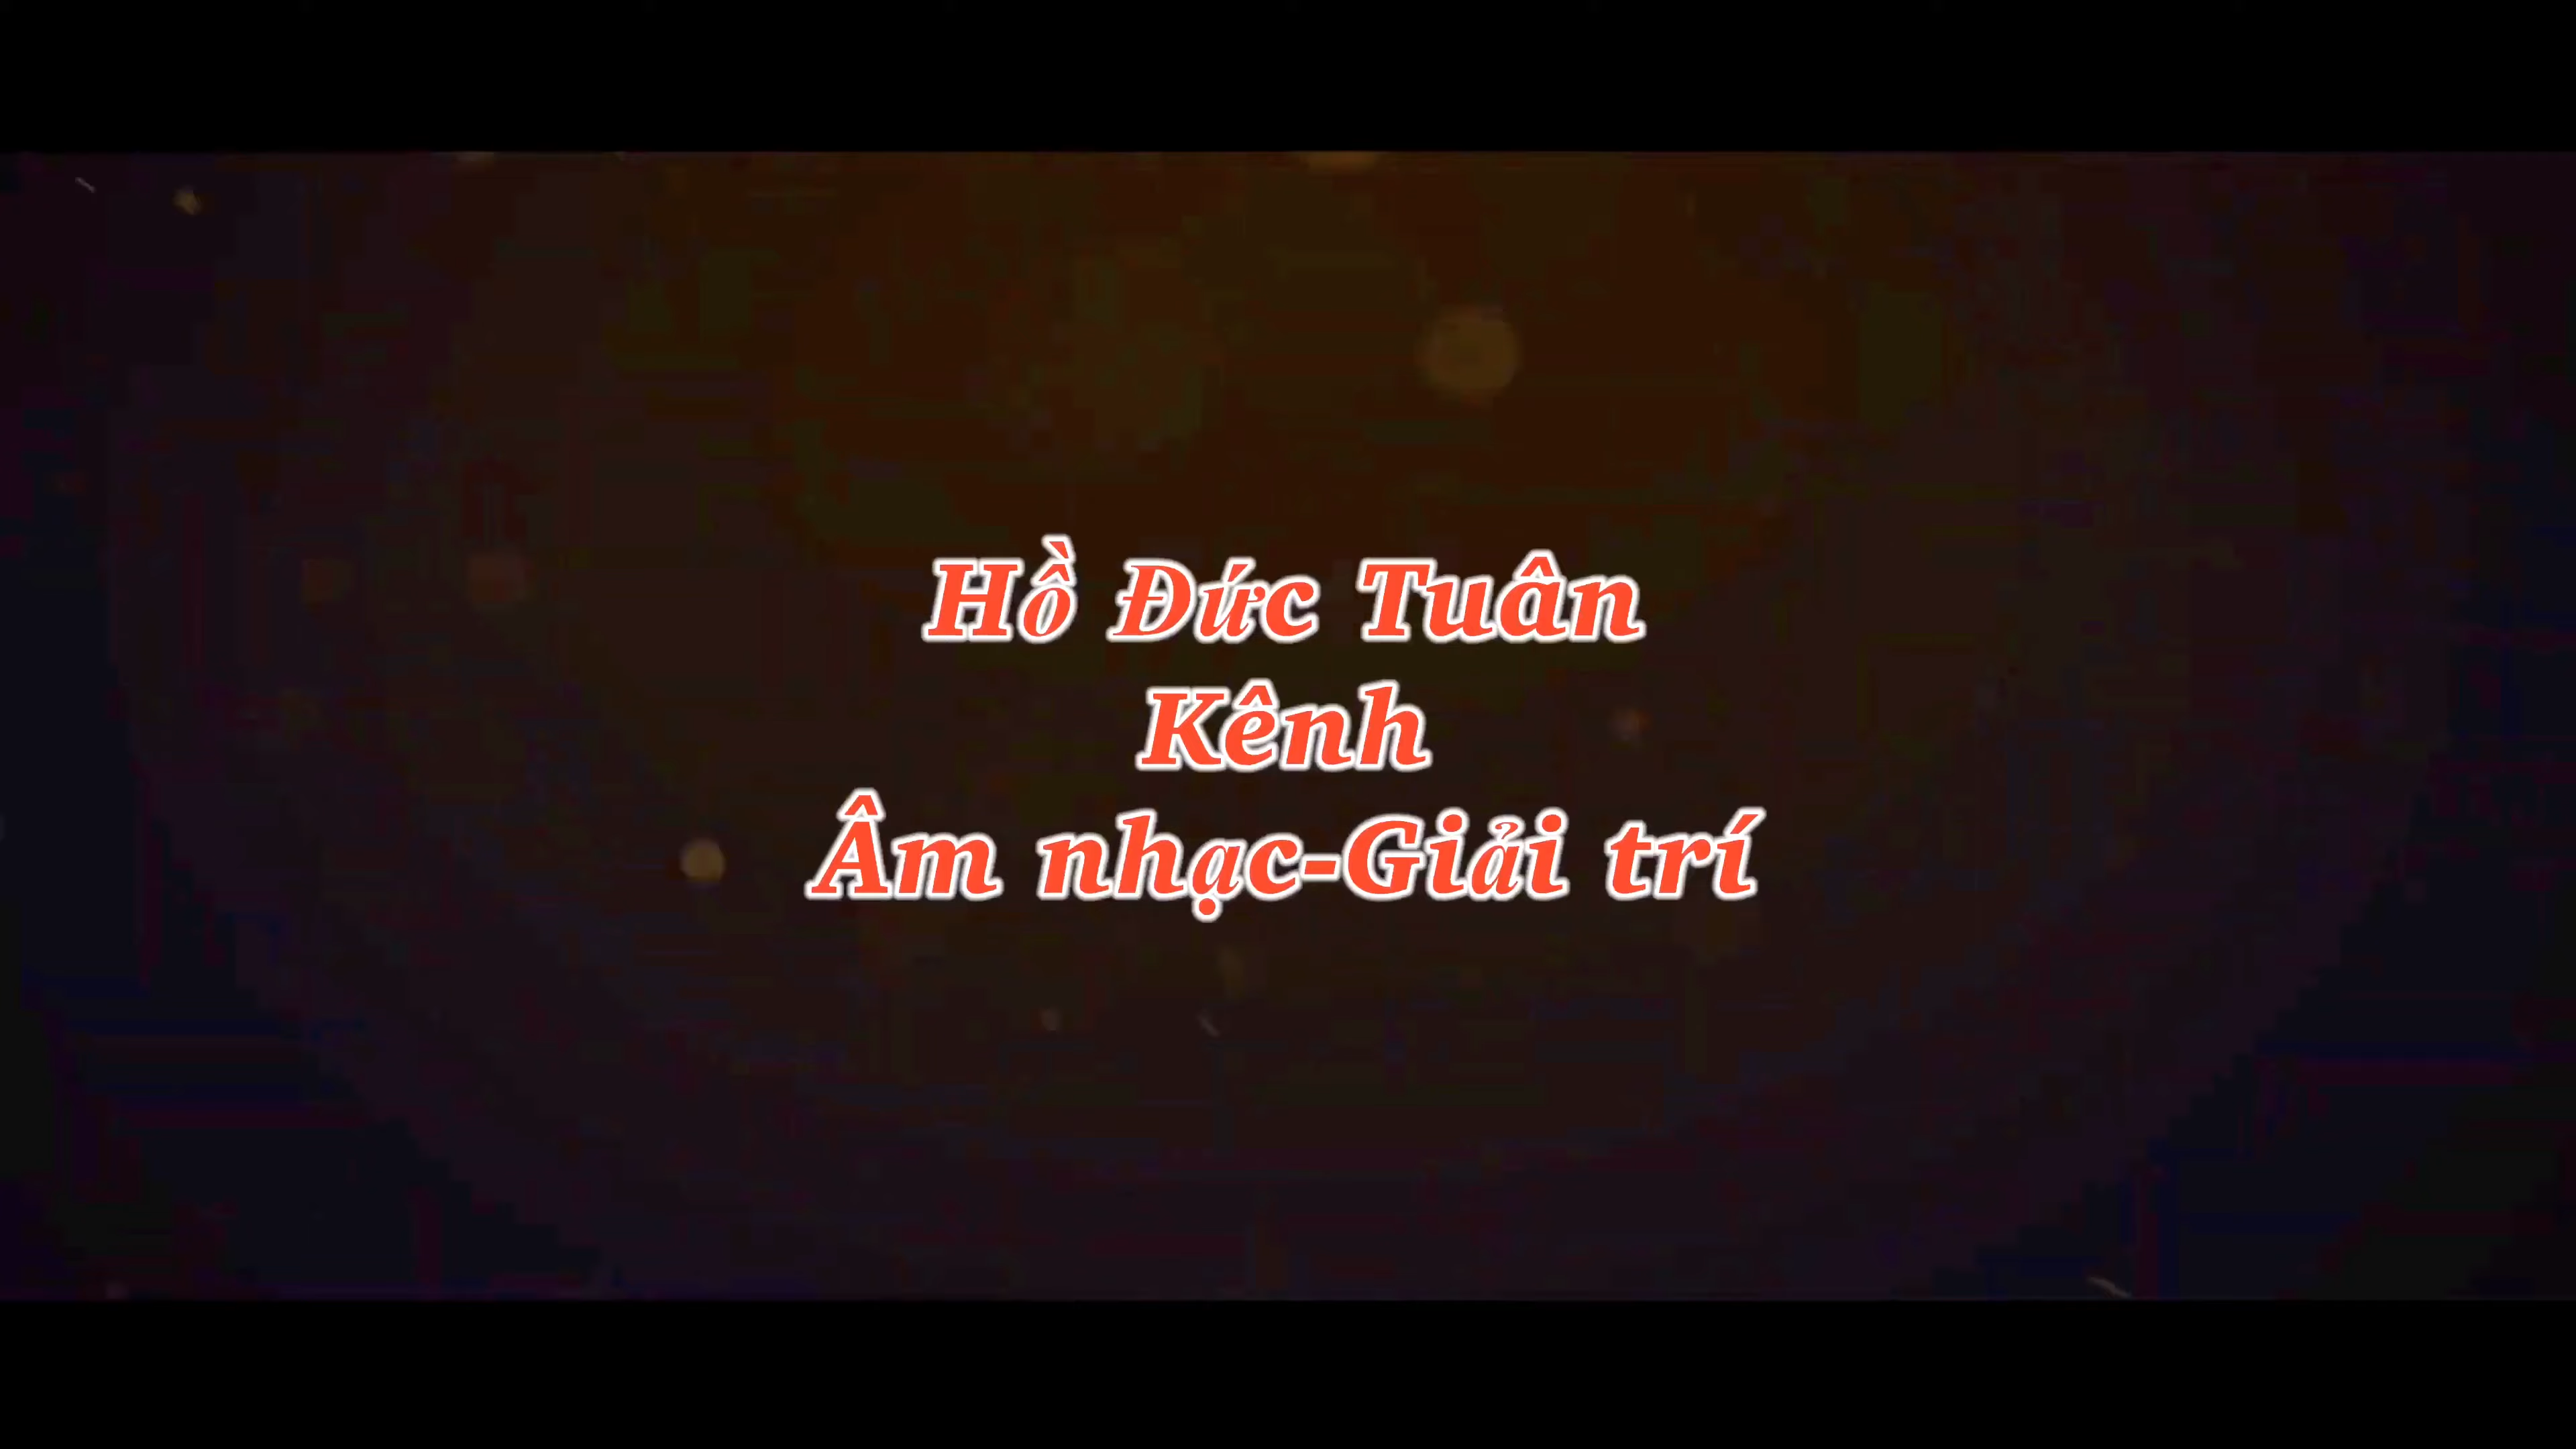 Hồ Đức Tuân
Kênh
Âm nhạc-Giải trí